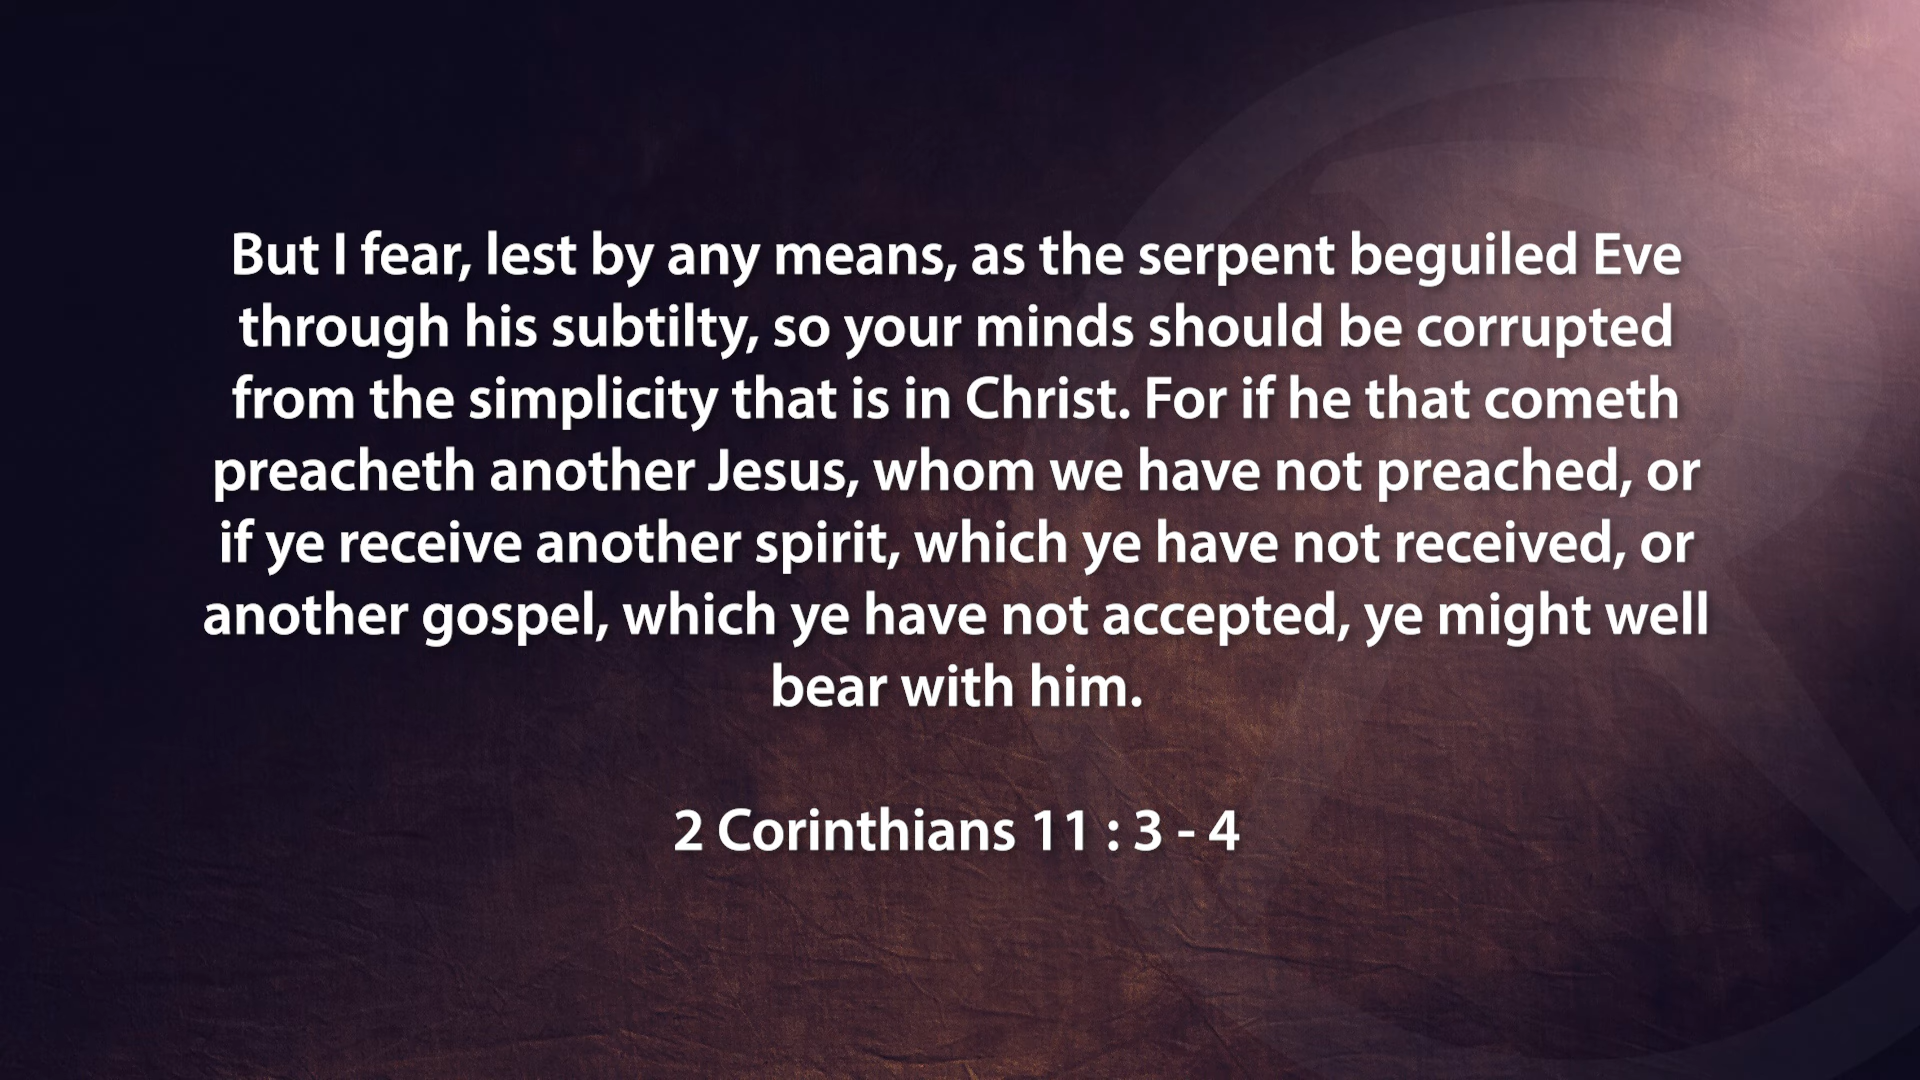 But I fear, lest by any means, as the serpent beguiled Eve
through his subtilty, so your minds should be corrupted
from the simplicity that is in Christ. For if he that cometh
preacheth another Jesus, whom we have not preached, or
if ye receive another spirit, which ye have not received, or
another gospel, which ye have not accepted, ye might well
bear with him.
2 Corinthians 11 : 3 - 4